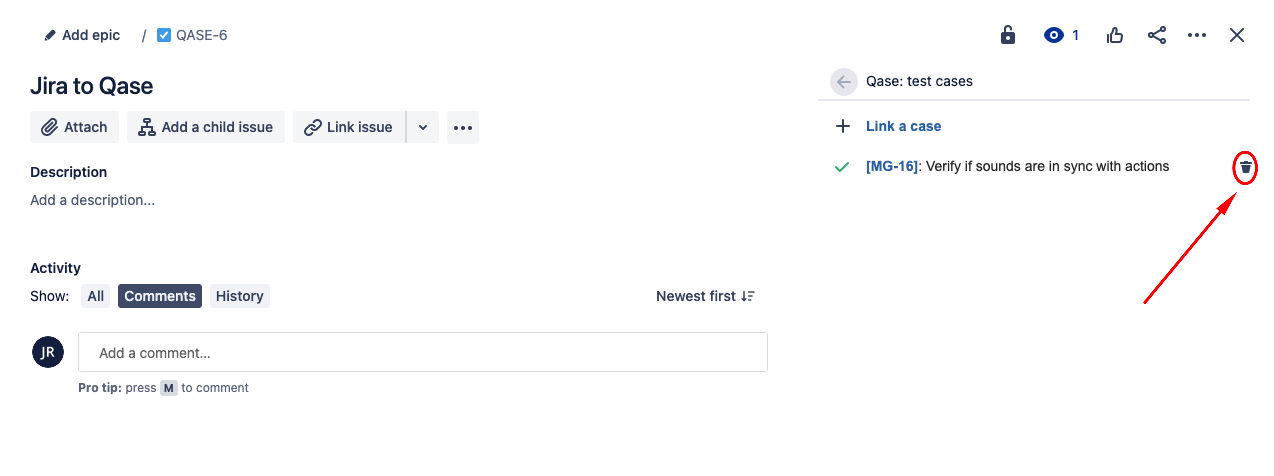 Add epic / QASE-6
1
Jira to Qase
Attach
Add a child issue
Link issue
Description
Add a description...
Activity
Show: All Comments History
Newest first
JR
Add a comment...
Pro tip: press M to comment
Qase: test cases
Link a case
[MG-16]: Verify if sounds are in sync with actions